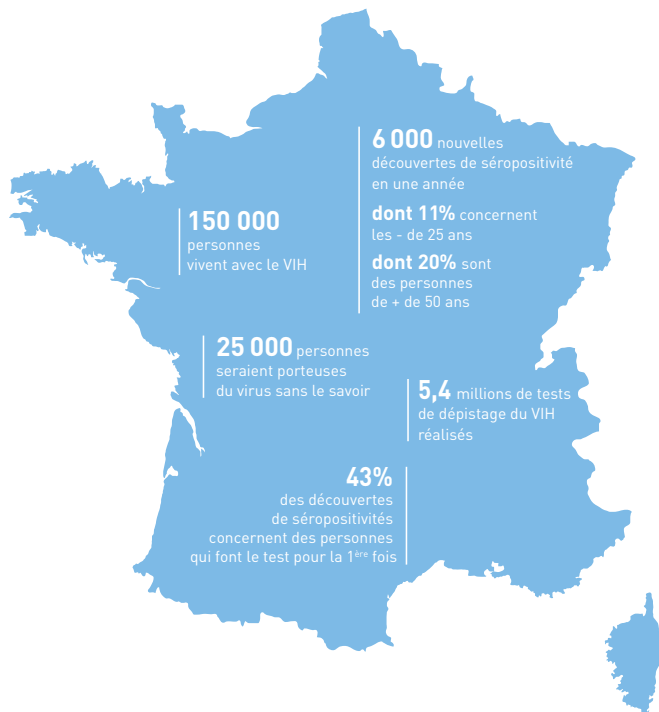 6 000 nouvelles
découvertes de séropositivité
en une année
dont 11% concernent
les - de 25 ans
dont 20% sont
des personnes
de + de 50 ans
150 000
personnes
vivent avec le VIH
25 000 personnes
seraient porteuses
du virus sans le savoir
5,4 millions de tests
de dépistage du VIH
réalisés
43%
des découvertes
de séropositivités
concernent des personnes
qui font le test pour la 1ère fois